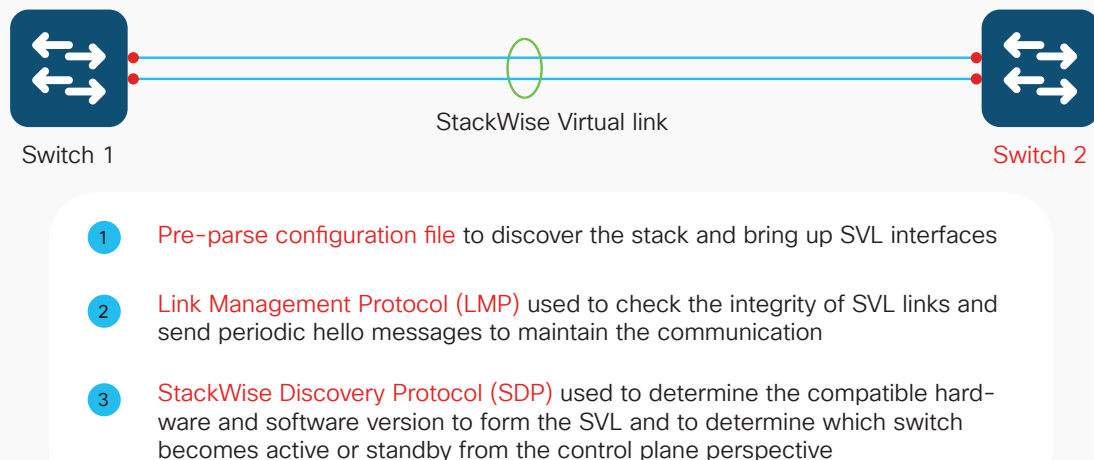 StackWise Virtual link
Switch 1
Switch 2
1 Pre-parse configuration file to discover the stack and bring up SVL interfaces
2 Link Management Protocol (LMP) used to check the integrity of SVL links and
send periodic hello messages to maintain the communication
3 StackWise Discovery Protocol (SDP) used to determine the compatible hard-
ware and software version to form the SVL and to determine which switch
becomes active or standby from the control plane perspective